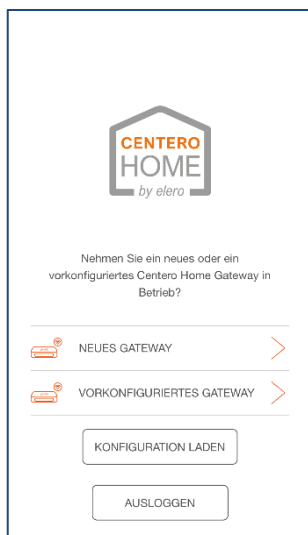 CENTERO
HOME
by elero
Nehmen Sie ein neues oder ein
vorkonfiguriertes Centero Home Gateway in
Betrieb?
NEUES GATEWAY
VORKONFIGURIERTES GATEWAY
KONFIGURATION LADEN
AUSLOGGEN